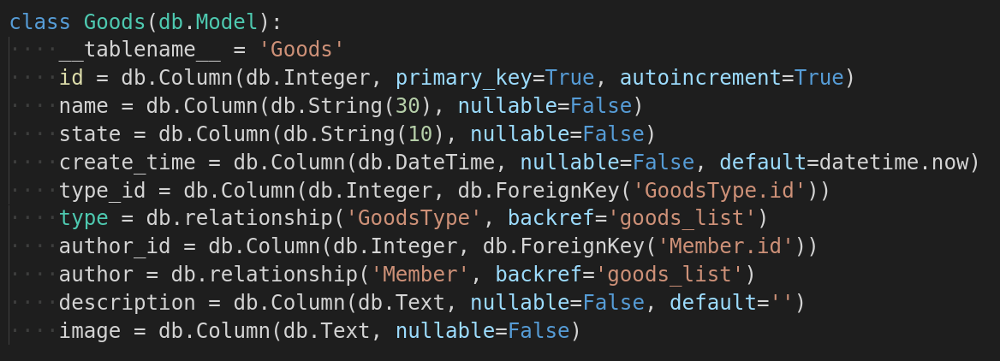 class Goods(db.Model):
    __tablename__ = 'Goods'
    id = db.Column(db.Integer, primary_key=True, autoincrement=True)
    name = db.Column(db.String(30), nullable=False)
    state = db.Column(db.String(10), nullable=False)
    create_time = db.Column(db.DateTime, nullable=False, default=datetime.now)
    type_id = db.Column(db.Integer, db.ForeignKey('GoodsType.id'))
    type = db.relationship('GoodsType', backref='goods_list')
    author_id = db.Column(db.Integer, db.ForeignKey('Member.id'))
    author = db.relationship('Member', backref='goods_list')
    description = db.Column(db.Text, nullable=False, default='')
    image = db.Column(db.Text, nullable=False)